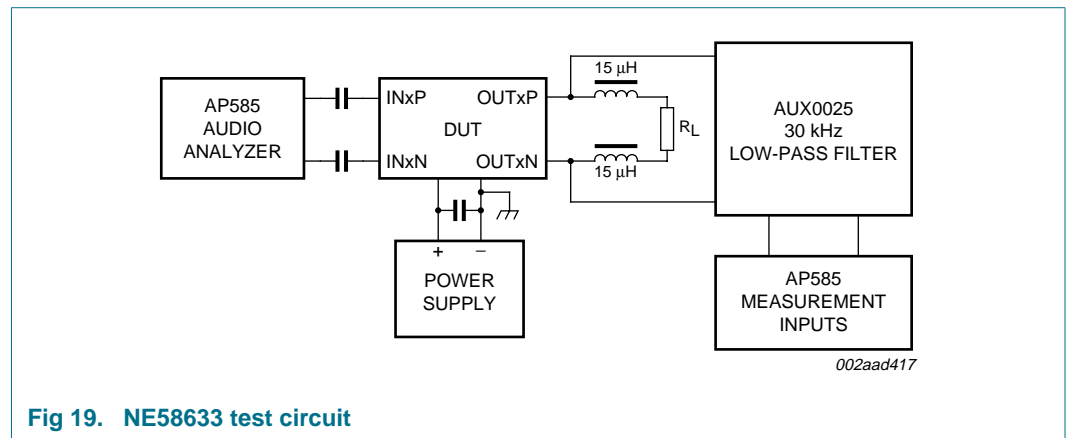 AP585
AUDIO
ANALYZER
INxP
INxN
OUTxP
OUTxN
DUT
15 μH
15 μH
RL
AUX0025
30 kHz
LOW-PASS FILTER
+
−
POWER
SUPPLY
AP585
MEASUREMENT
INPUTS
002aad417
Fig 19. NE58633 test circuit